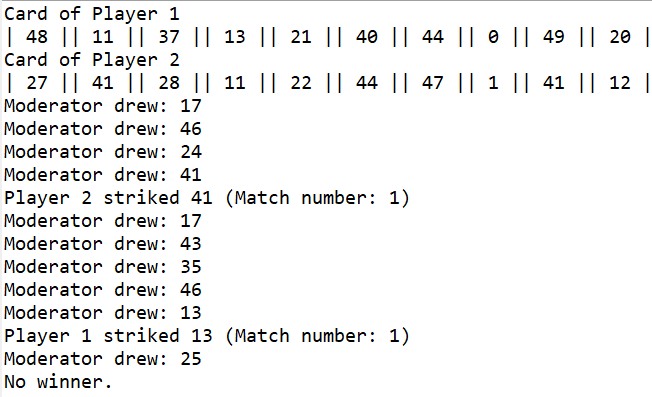 Card of Player 1
| 48 || 11 || 37 || 13 || 21 || 40 || 44 || 0 || 49 || 20 |
Card of Player 2
| 27 || 41 || 28 || 11 || 22 || 44 || 47 || 1 || 41 || 12 |
Moderator drew: 17
Moderator drew: 46
Moderator drew: 24
Moderator drew: 41
Player 2 striked 41 (Match number: 1)
Moderator drew: 17
Moderator drew: 43
Moderator drew: 35
Moderator drew: 46
Moderator drew: 13
Player 1 striked 13 (Match number: 1)
Moderator drew: 25
No winner.